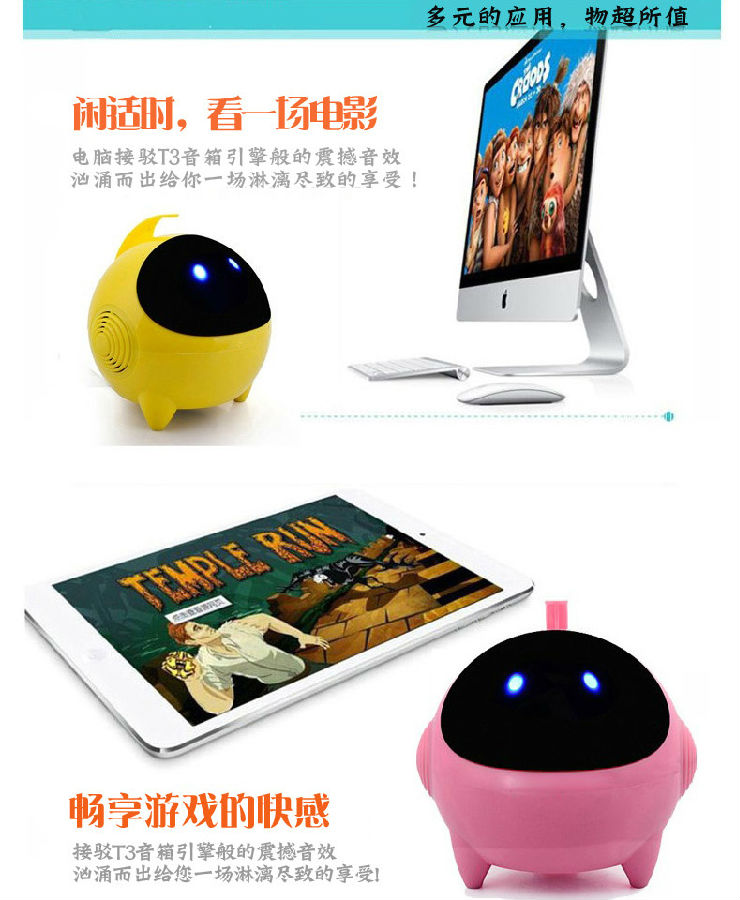 多元的应用，物超所值
THE
CROODS
闲适时，看一场电影
电脑接驳T3音箱引擎般的震撼音效
汹涌而出给你一场淋漓尽致的享受！
TEMPLE RUN
畅享游戏的快感
接驳T3音箱引擎般的震撼音效
汹涌而出给您一场淋漓尽致的享受!